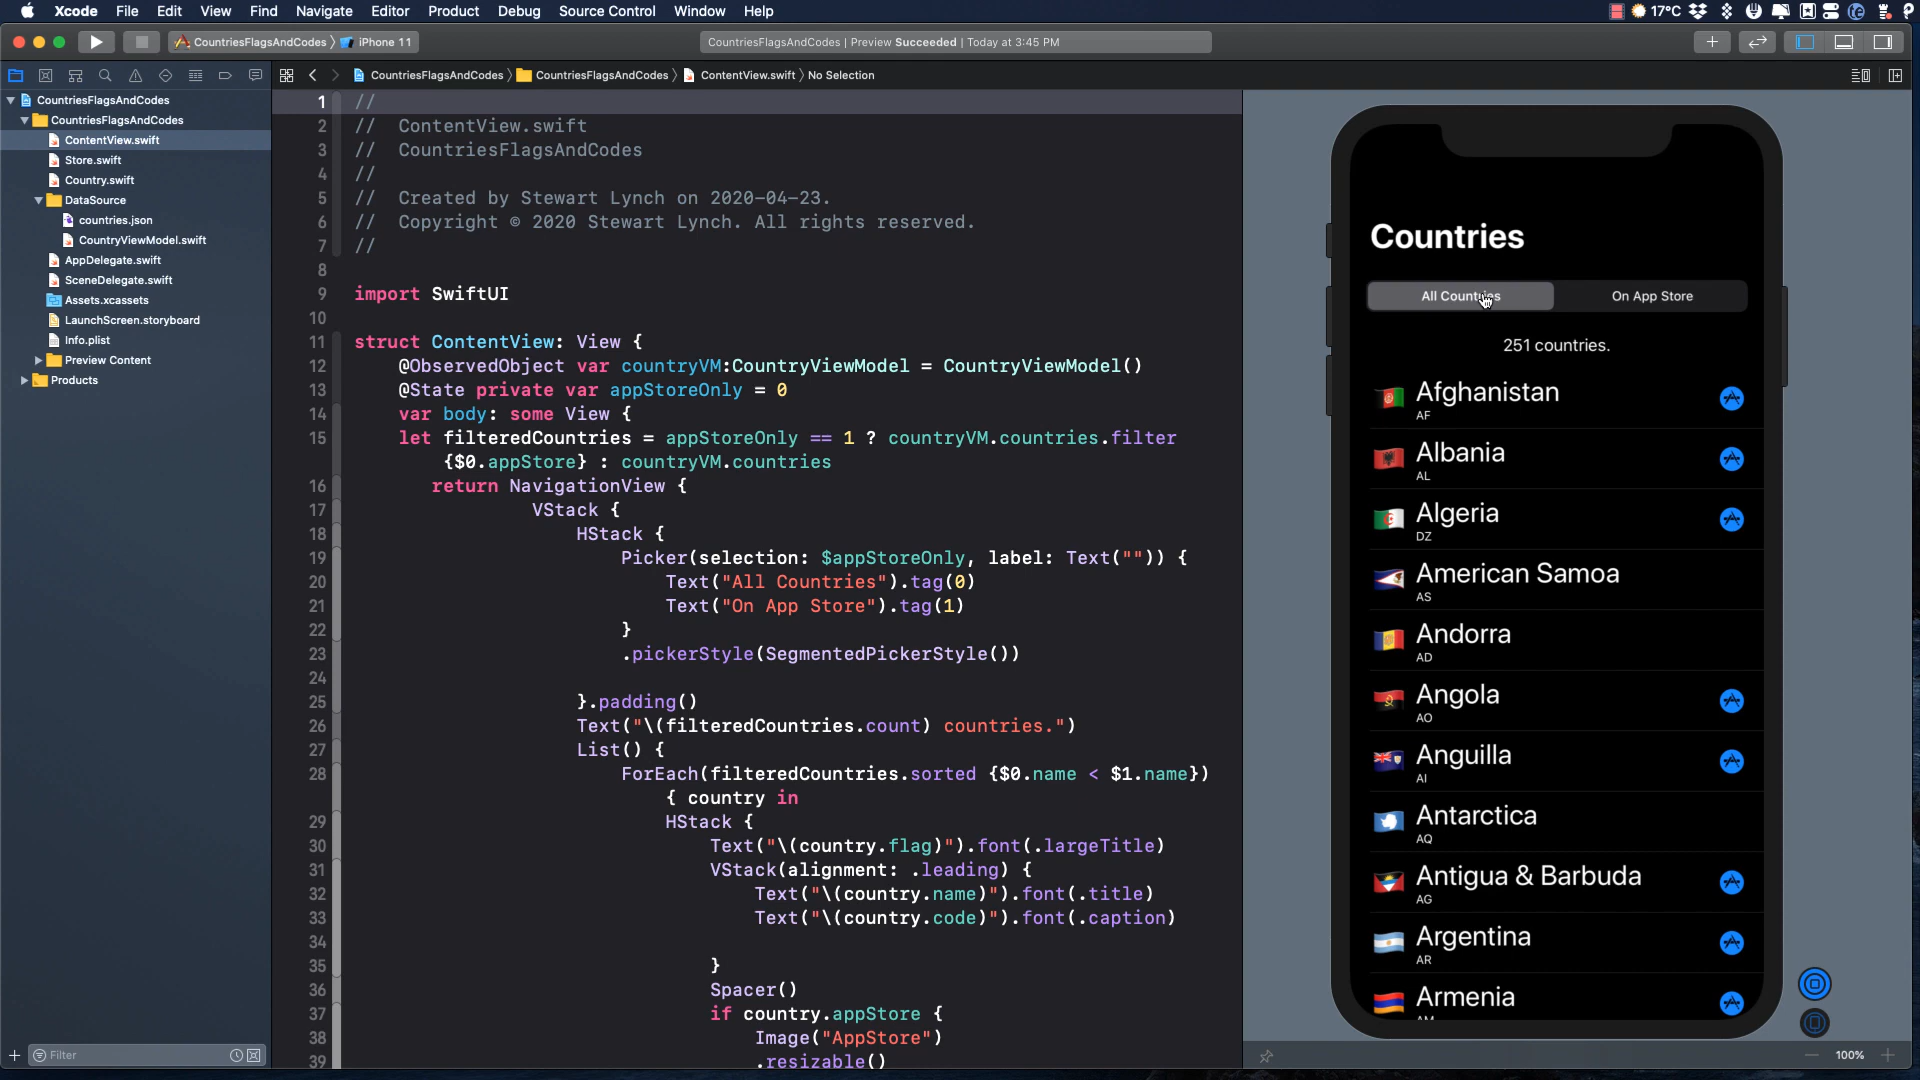 Xcode File Edit View Find Navigate Editor Product Debug Source Control Window Help
17°C
CountriesFlagsAndCodes iPhone 11
CountriesFlagsAndCodes | Preview Succeeded | Today at 3:45 PM
CountriesFlagsAndCodes CountriesFlagsAndCodes ContentView.swift No Selection
CountriesFlagsAndCodes
CountriesFlagsAndCodes
ContentView.swift
Store.swift
Country.swift
DataSource
countries.json
CountryViewModel.swift
AppDelegate.swift
SceneDelegate.swift
Assets.xcassets
LaunchScreen.storyboard
Info.plist
Preview Content
Products
Filter
1 //
2 // ContentView.swift
3 // CountriesFlagsAndCodes
4 //
5 // Created by Stewart Lynch on 2020-04-23.
6 // Copyright © 2020 Stewart Lynch. All rights reserved.
7 //
8
9 import SwiftUI
10
11 struct ContentView: View {
12 @ObservedObject var countryVM:CountryViewModel = CountryViewModel()
13 @State private var appStoreOnly = 0
14 var body: some View {
15 let filteredCountries = appStoreOnly == 1 ? countryVM.countries.filter
{$0.appStore} : countryVM.countries
16 return NavigationView {
17 VStack {
18 HStack {
19 Picker(selection: $appStoreOnly, label: Text("")) {
20 Text("All Countries").tag(0)
21 Text("On App Store").tag(1)
22 }
23 .pickerStyle(SegmentedPickerStyle())
24
25 }.padding()
26 Text("\(filteredCountries.count) countries.")
27 List() {
28 ForEach(filteredCountries.sorted {$0.name < $1.name})
{ country in
29 HStack {
30 Text("\(country.flag)").font(.largeTitle)
31 VStack(alignment: .leading) {
32 Text("\(country.name)").font(.title)
33 Text("\(country.code)").font(.caption)
34
35 }
36 Spacer()
37 if country.appStore {
38 Image("AppStore")
39 .resizable()
Countries
All Countries On App Store
251 countries.
Afghanistan
AF
Albania
AL
Algeria
DZ
American Samoa
AS
Andorra
AD
Angola
AO
Anguilla
AI
Antarctica
AQ
Antigua & Barbuda
AG
Argentina
AR
Armenia
AM
100%